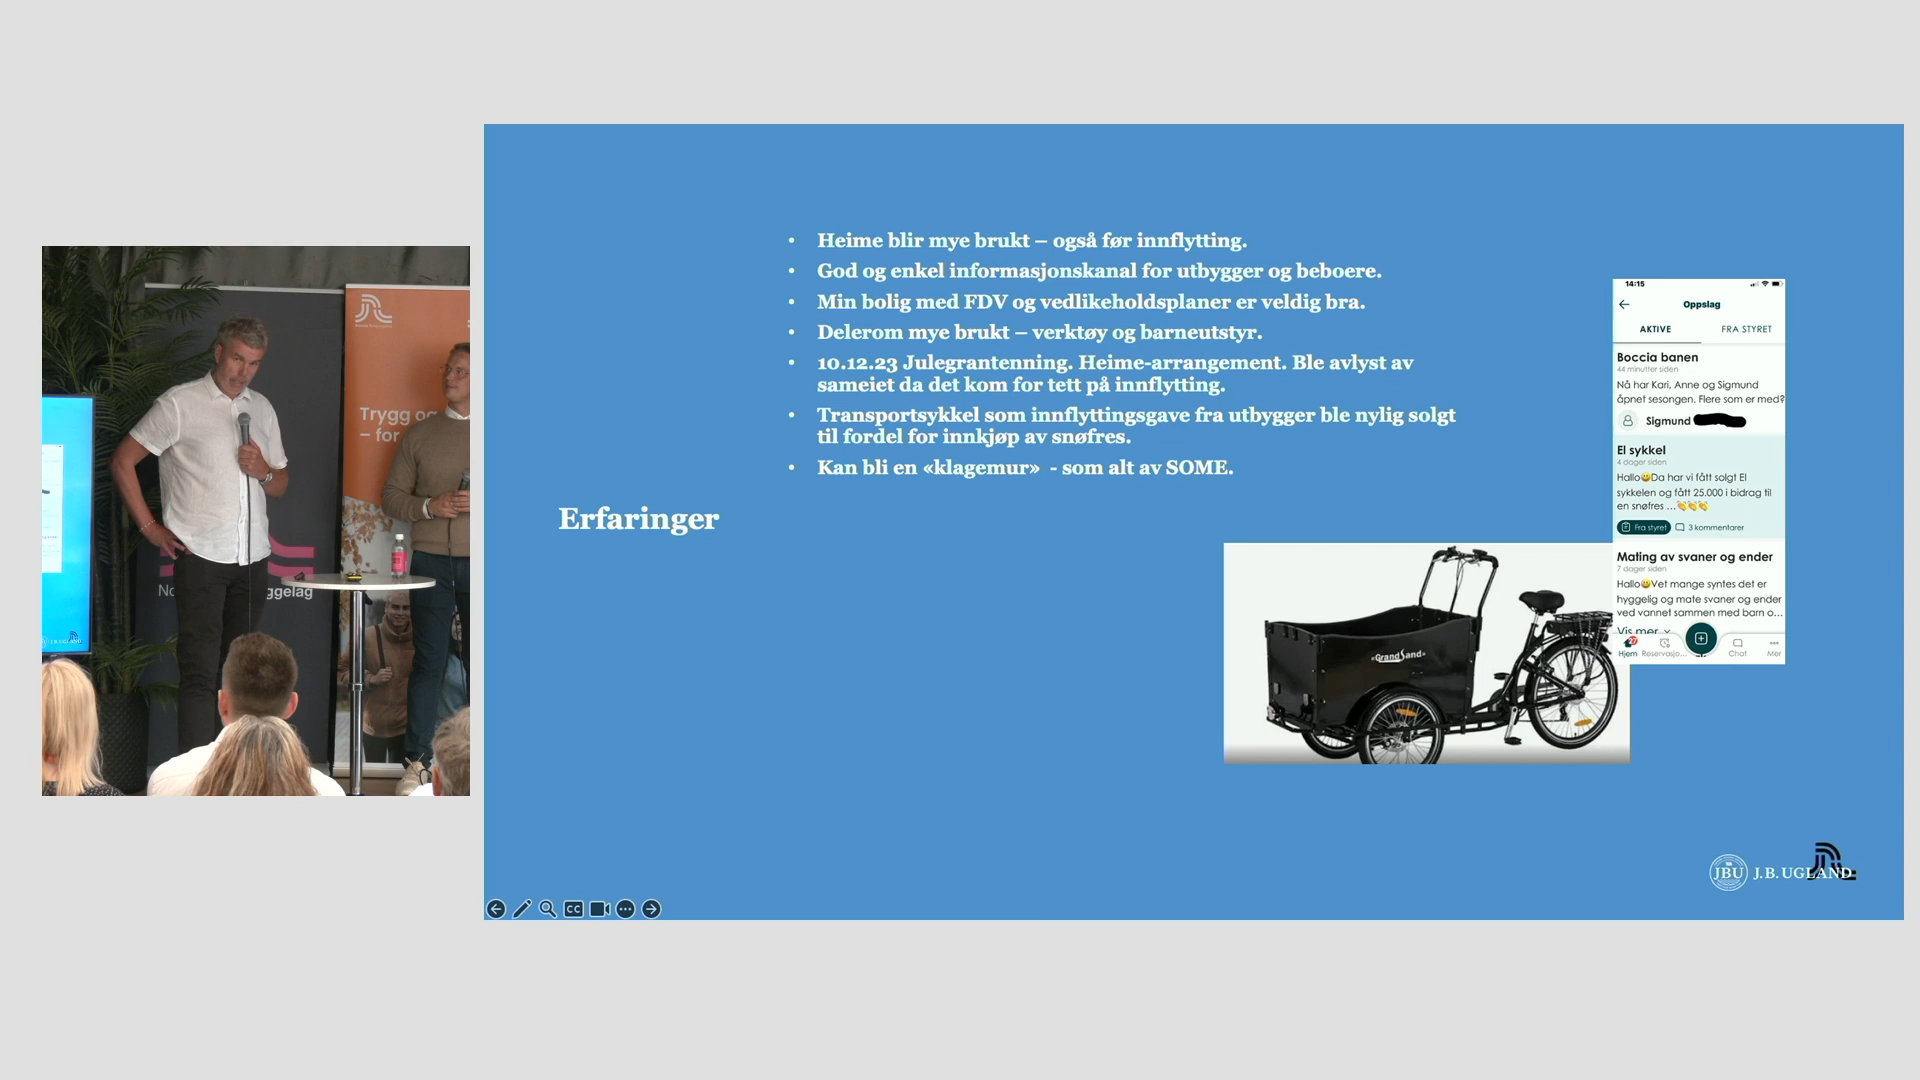 Trygg og
– for
ggelag
• Heime blir mye brukt – også før innflytting.
• God og enkel informasjonskanal for utbygger og beboere.
• Min bolig med FDV og vedlikeholdsplaner er veldig bra.
• Delerom mye brukt – verktøy og barneutstyr.
• 10.12.23 Julegrantenning. Heime-arrangement. Ble avlyst av
sameiet da det kom for tett på innflytting.
• Transportsykkel som innflyttingsgave fra utbygger ble nylig solgt
til fordel for innkjøp av snøfres.
• Kan bli en «klagemur» - som alt av SOME.
Erfaringer
14:15
Oppslag
AKTIVE FRA STYRET
Boccia banen
44 minutter siden
Nå har Kari, Anne og Sigmund
åpnet sesongen. Flere som er med?
Sigmund
El sykkel
4 dager siden
Hallo😀Da har vi fått solgt El
sykkelen og fått 25.000 i bidrag til
en snøfres ...👏👏👏
Fra styret 3 kommentarer
Mating av svaner og ender
7 dager siden
Hallo😀Vet mange syntes det er
hyggelig og mate svaner og ender
ved vannet sammen med barn o...
Vis mer
27
Hjem Reservasjo... Chat Mer
GrandSand
JBU J.B.UGLAND
CC